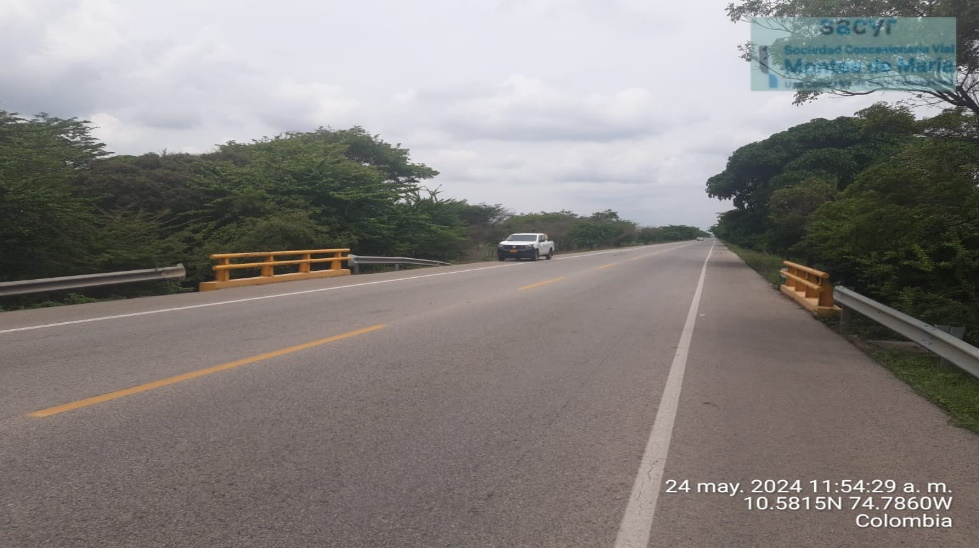 sacyr
Sociedad Concesionaria Vial
Montes de María
24 may. 2024 11:54:29 a. m.
10.5815N 74.7860W
Colombia